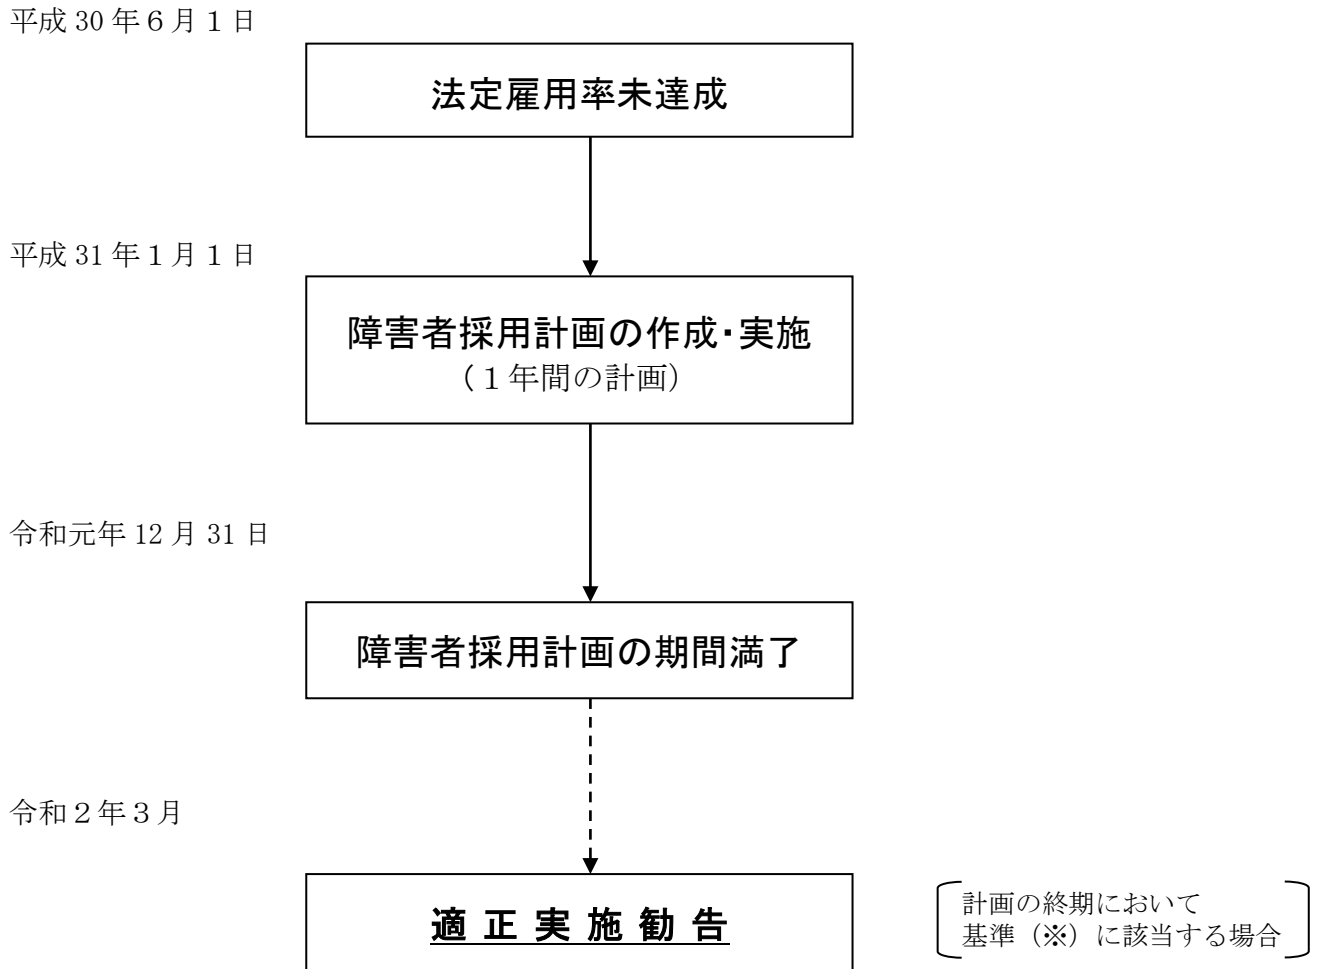 平成 30 年６月１日
法定雇用率未達成
平成 31 年１月１日
障害者採用計画の作成・実施
（１年間の計画）
令和元年 12 月 31 日
障害者採用計画の期間満了
令和２年３月
適 正 実 施 勧 告
計画の終期において
基準（※）に該当する場合